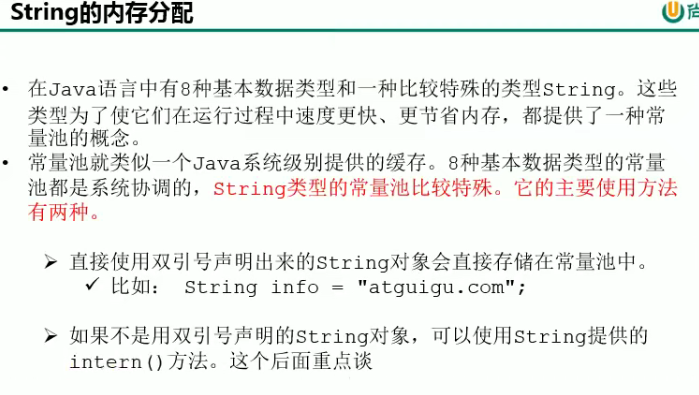 String的内存分配
• 在Java语言中有8种基本数据类型和一种比较特殊的类型String。这些
类型为了使它们在运行过程中速度更快、更节省内存，都提供了一种常
量池的概念。
• 常量池就类似一个Java系统级别提供的缓存。8种基本数据类型的常量
池都是系统协调的，String类型的常量池比较特殊。它的主要使用方法
有两种。
➢ 直接使用双引号声明出来的String对象会直接存储在常量池中。
✓ 比如： String info = "atguigu.com";
➢ 如果不是用双引号声明的String对象，可以使用String提供的
intern()方法。这个后面重点谈